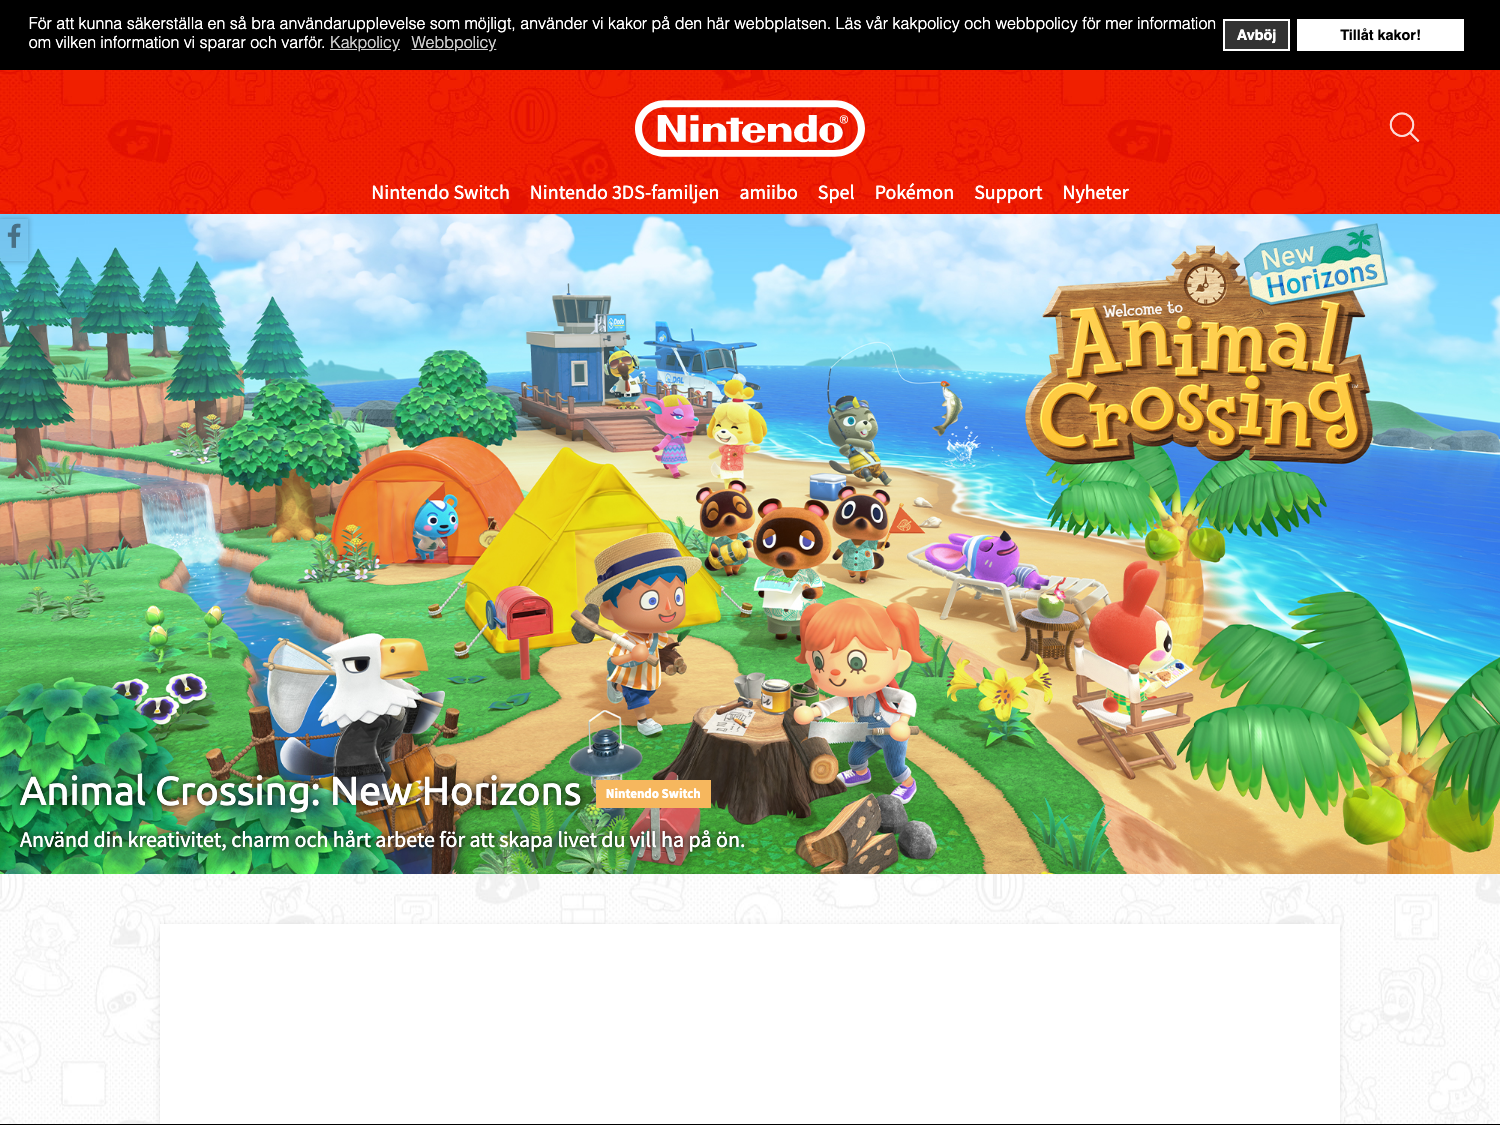 För att kunna säkerställa en så bra användarupplevelse som möjligt, använder vi kakor på den här webbplatsen. Läs vår kakpolicy och webbpolicy för mer information
om vilken information vi sparar och varför. Kakpolicy Webbpolicy
Avböj
Tillåt kakor!
Nintendo®
Nintendo Switch Nintendo 3DS-familjen amiibo Spel Pokémon Support Nyheter
New
Horizons
Welcome to
Animal
Crossing
Animal Crossing: New Horizons Nintendo Switch
Använd din kreativitet, charm och hårt arbete för att skapa livet du vill ha på ön.